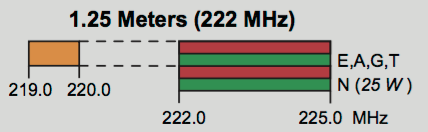 1.25 Meters (222 MHz)
E,A,G,T
N (25 W)
219.0 220.0
222.0 225.0 MHz